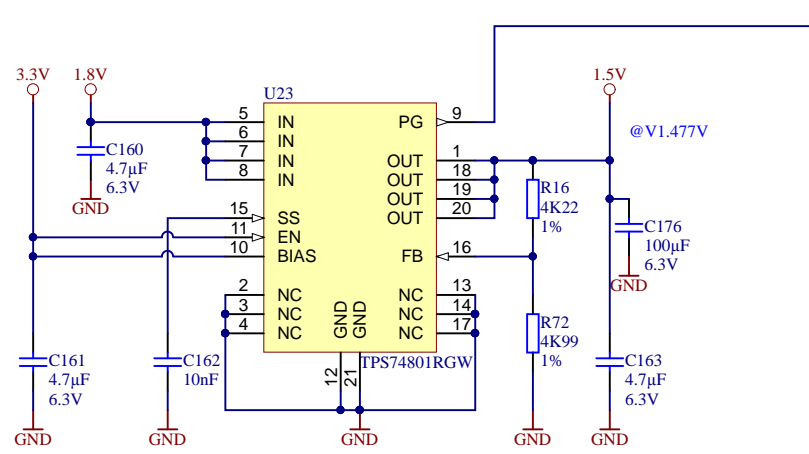 3.3V
1.8V
1.5V
U23
@V1.477V
5 IN
6 IN
7 IN
8 IN
PG 9
OUT 1
OUT 18
OUT 19
OUT 20
C160
4.7µF
6.3V
GND
15 SS
11 EN
10 BIAS
FB 16
R16
4K22
1%
C176
100µF
6.3V
GND
2 NC
3 NC
4 NC
NC 13
NC 14
NC 17
GND
GND
12
21
TPS74801RGW
R72
4K99
1%
C161
4.7µF
6.3V
C162
10nF
C163
4.7µF
6.3V
GND
GND
GND
GND
GND